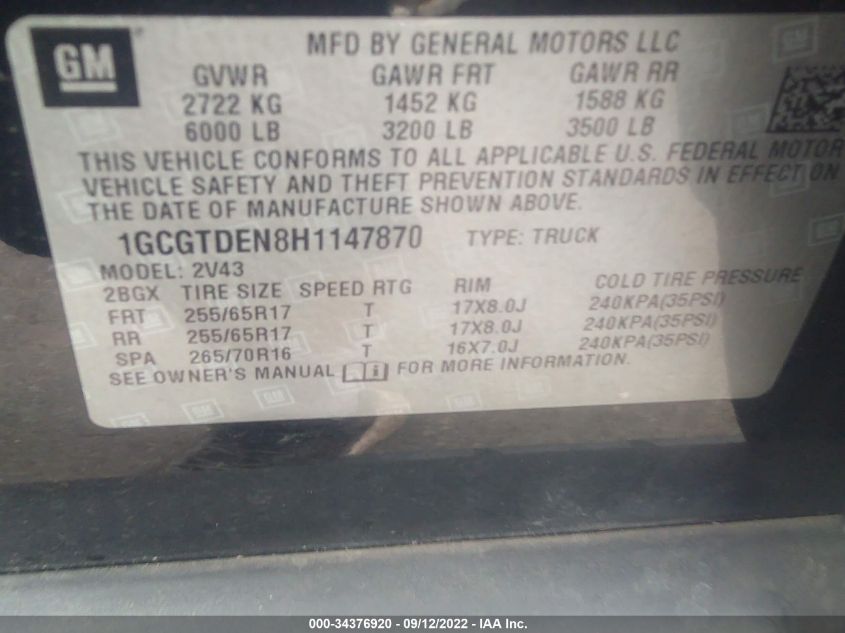 GM
MFD BY GENERAL MOTORS LLC
GVWR GAWR FRT GAWR RR
2722 KG 1452 KG 1588 KG
6000 LB 3200 LB 3500 LB
THIS VEHICLE CONFORMS TO ALL APPLICABLE U.S. FEDERAL MOTOR
VEHICLE SAFETY AND THEFT PREVENTION STANDARDS IN EFFECT ON
THE DATE OF MANUFACTURE SHOWN ABOVE.
1GCGTDEN8H1147870 TYPE: TRUCK
MODEL: 2V43
2BGX TIRE SIZE SPEED RTG RIM COLD TIRE PRESSURE
FRT 255/65R17 T 17X8.0J 240KPA(35PSI)
RR 255/65R17 T 17X8.0J 240KPA(35PSI)
SPA 265/70R16 T 16X7.0J 240KPA(35PSI)
SEE OWNER'S MANUAL i FOR MORE INFORMATION.
000-34376920 - 09/12/2022 - IAA Inc.